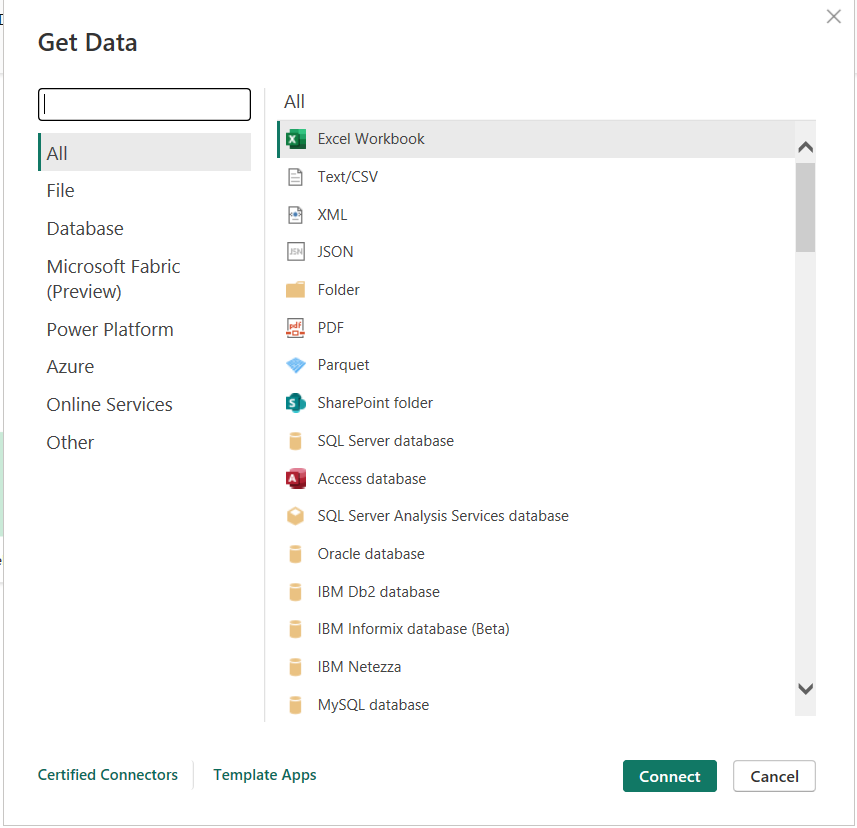 Get Data
All
File
Database
Microsoft Fabric
(Preview)
Power Platform
Azure
Online Services
Other
All
Excel Workbook
Text/CSV
XML
JSON
Folder
PDF
Parquet
SharePoint folder
SQL Server database
Access database
SQL Server Analysis Services database
Oracle database
IBM Db2 database
IBM Informix database (Beta)
IBM Netezza
MySQL database
Certified Connectors
Template Apps
Connect
Cancel